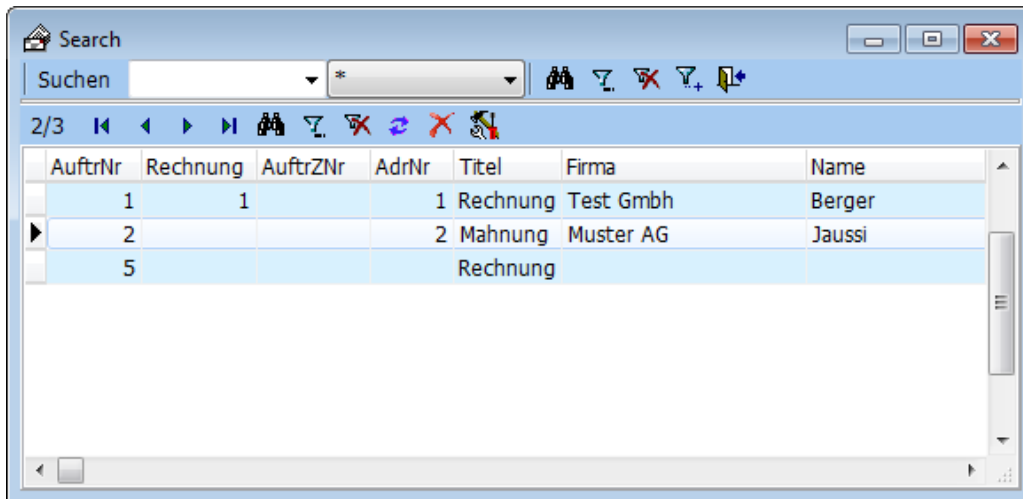 Search
Suchen *
2/3
AuftrNr Rechnung AuftrZNr AdrNr Titel Firma Name
1 1 1 Rechnung Test Gmbh Berger
2 2 Mahnung Muster AG Jaussi
5 Rechnung